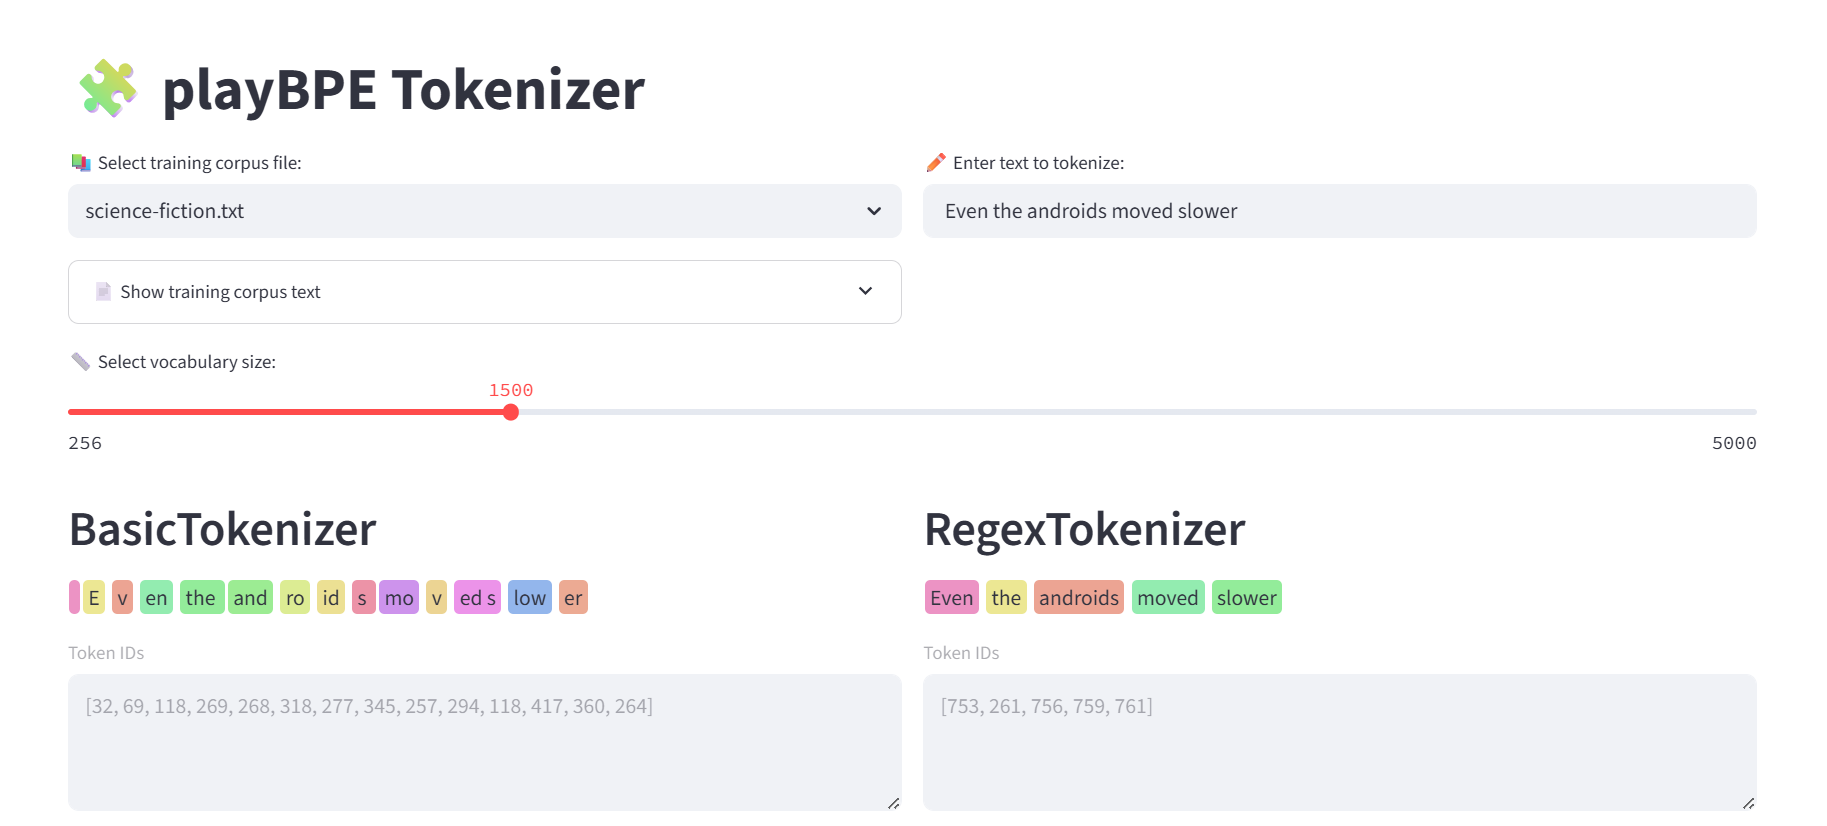 playBPE Tokenizer
Select training corpus file:
science-fiction.txt
Enter text to tokenize:
Even the androids moved slower
Show training corpus text
Select vocabulary size:
1500
256
5000
BasicTokenizer
E v en the and ro id s mo v ed s low er
Token IDs
[32, 69, 118, 269, 268, 318, 277, 345, 257, 294, 118, 417, 360, 264]
RegexTokenizer
Even the androids moved slower
Token IDs
[753, 261, 756, 759, 761]